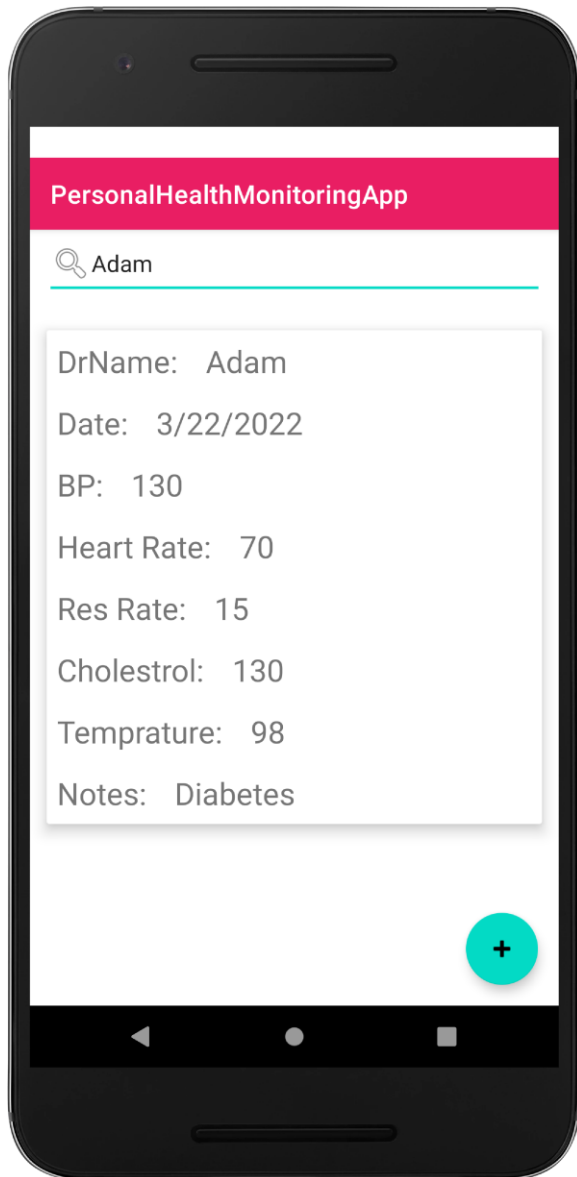 PersonalHealthMonitoringApp
Adam
DrName: Adam
Date: 3/22/2022
BP: 130
Heart Rate: 70
Res Rate: 15
Cholestrol: 130
Temprature: 98
Notes: Diabetes
+